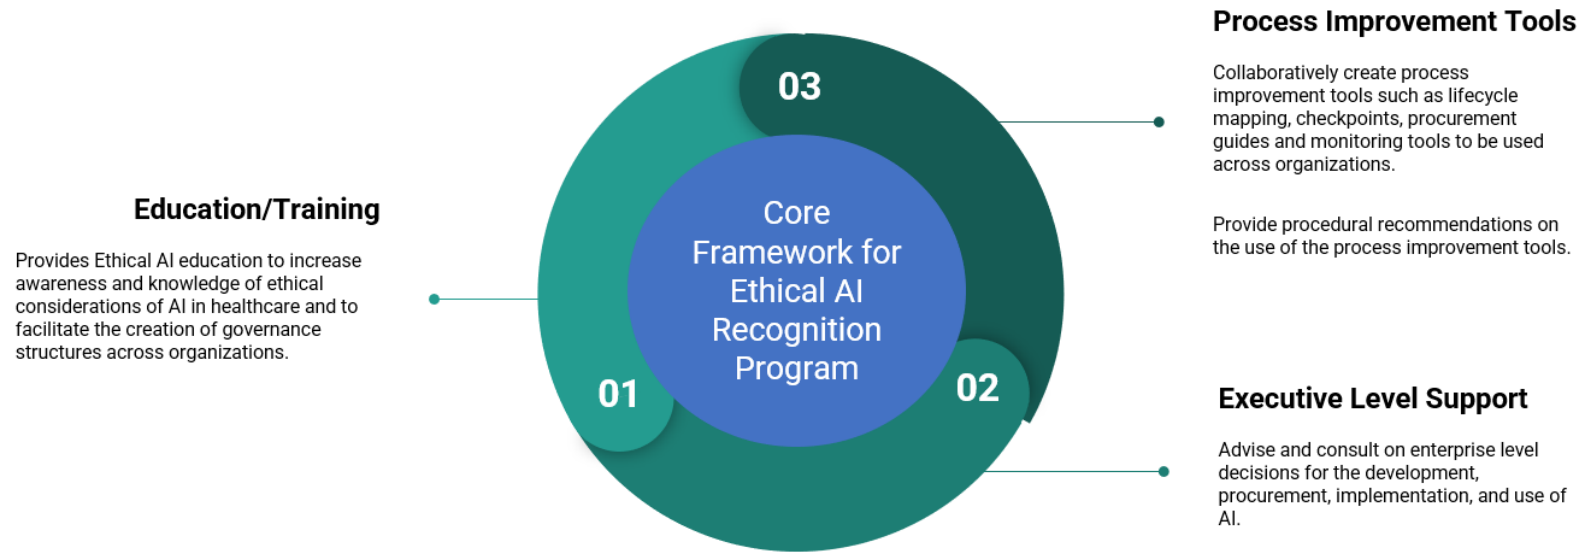 Education/Training
Provides Ethical AI education to increase
awareness and knowledge of ethical
considerations of AI in healthcare and to
facilitate the creation of governance
structures across organizations.
03
01
02
Core
Framework for
Ethical AI
Recognition
Program
Process Improvement Tools
Collaboratively create process
improvement tools such as lifecycle
mapping, checkpoints, procurement
guides and monitoring tools to be used
across organizations.
Provide procedural recommendations on
the use of the process improvement tools.
Executive Level Support
Advise and consult on enterprise level
decisions for the development,
procurement, implementation, and use of
AI.